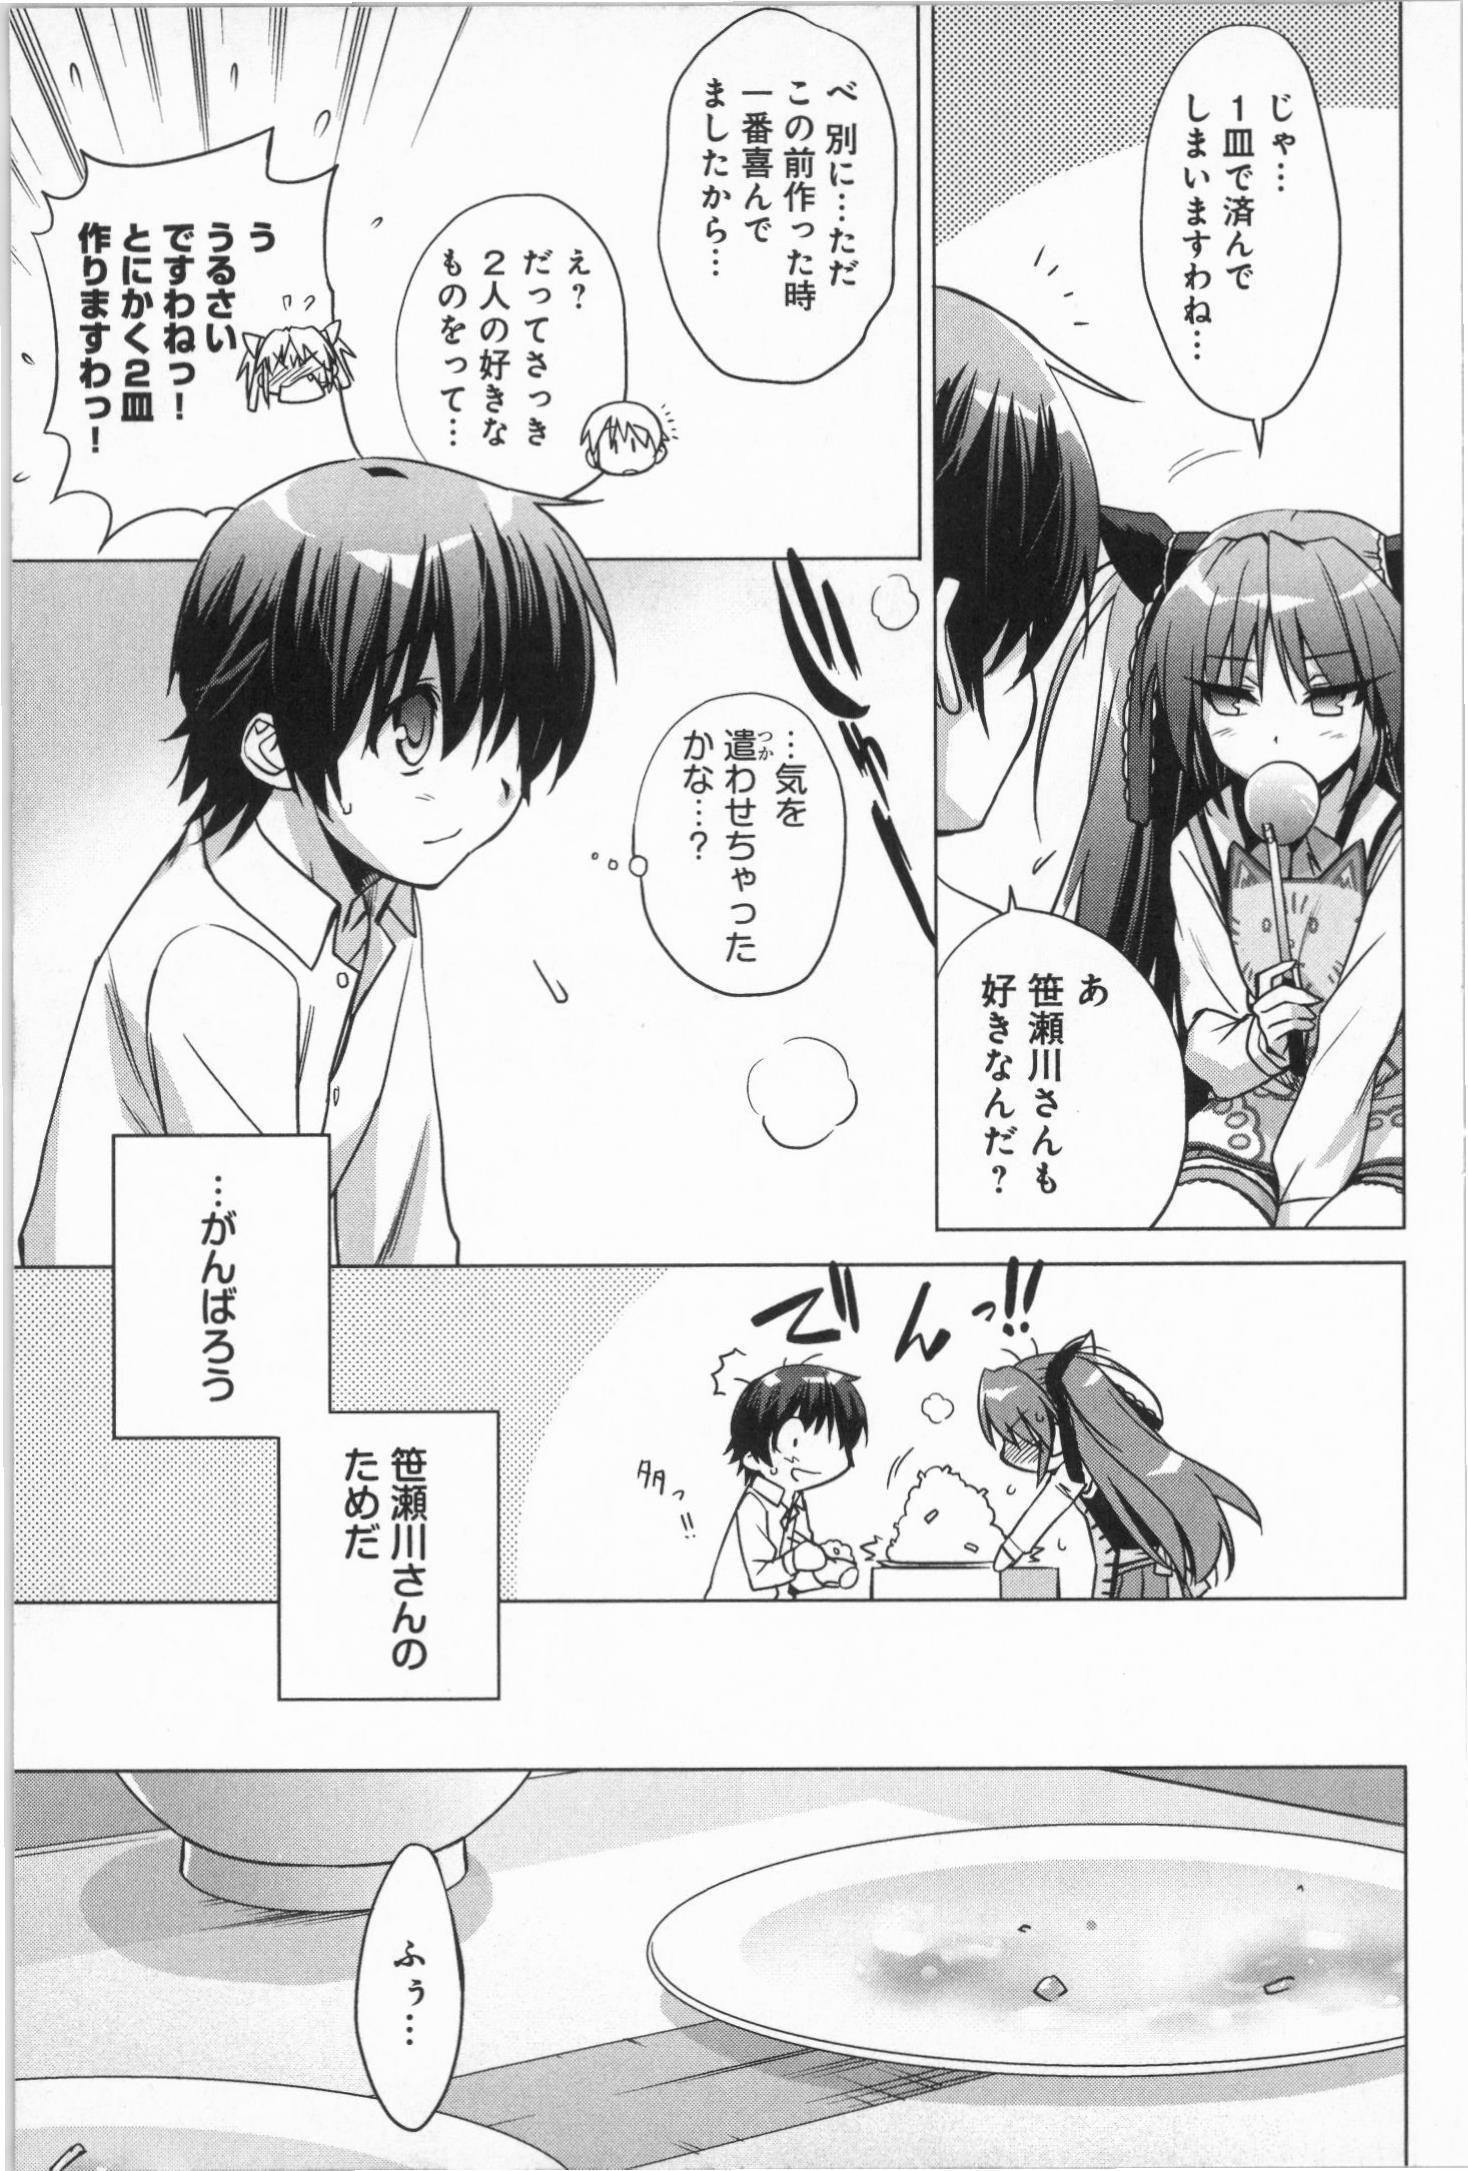 じゃ…
1皿で済んで
しまいますわね…
あ
笹瀬川さんも
好きなんだ?
べ 別に…ただ
この前作った時
一番喜んで
ましたから…
え?
だってさっき
2人の好きな
ものをって…
う
うるさい
ですわねっ!
とにかく2皿
作りますわっ!
…気を
遣わせちゃった
つか
かな…?
でんっ!!
多っ!!
…がんばろう
笹瀬川さんの
ためだ
ふぅ…